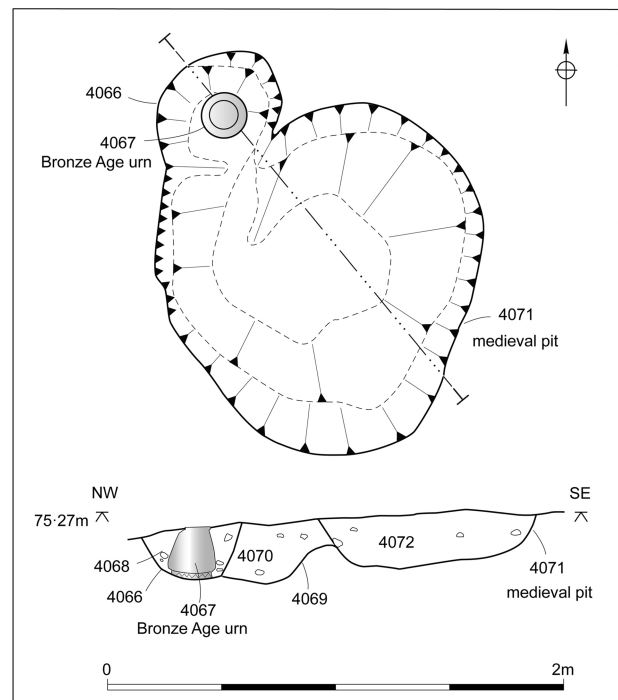 4066
4067
Bronze Age urn
4071
medieval pit
NW
SE
75·27m
4068
4070
4072
4066
4067
4069
4071
Bronze Age urn
medieval pit
0
2m